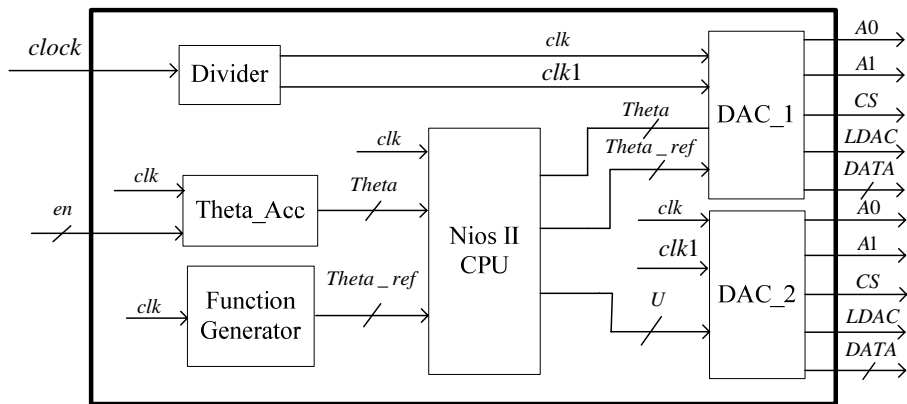 clock
Divider
clk
clk1
DAC_1
A0
A1
CS
LDAC
DATA
Theta
Theta_ref
clk
clk
en
Theta_Acc
Theta
Nios II
CPU
clk
Function
Generator
Theta_ref
clk
clk1
U
DAC_2
A0
A1
CS
LDAC
DATA